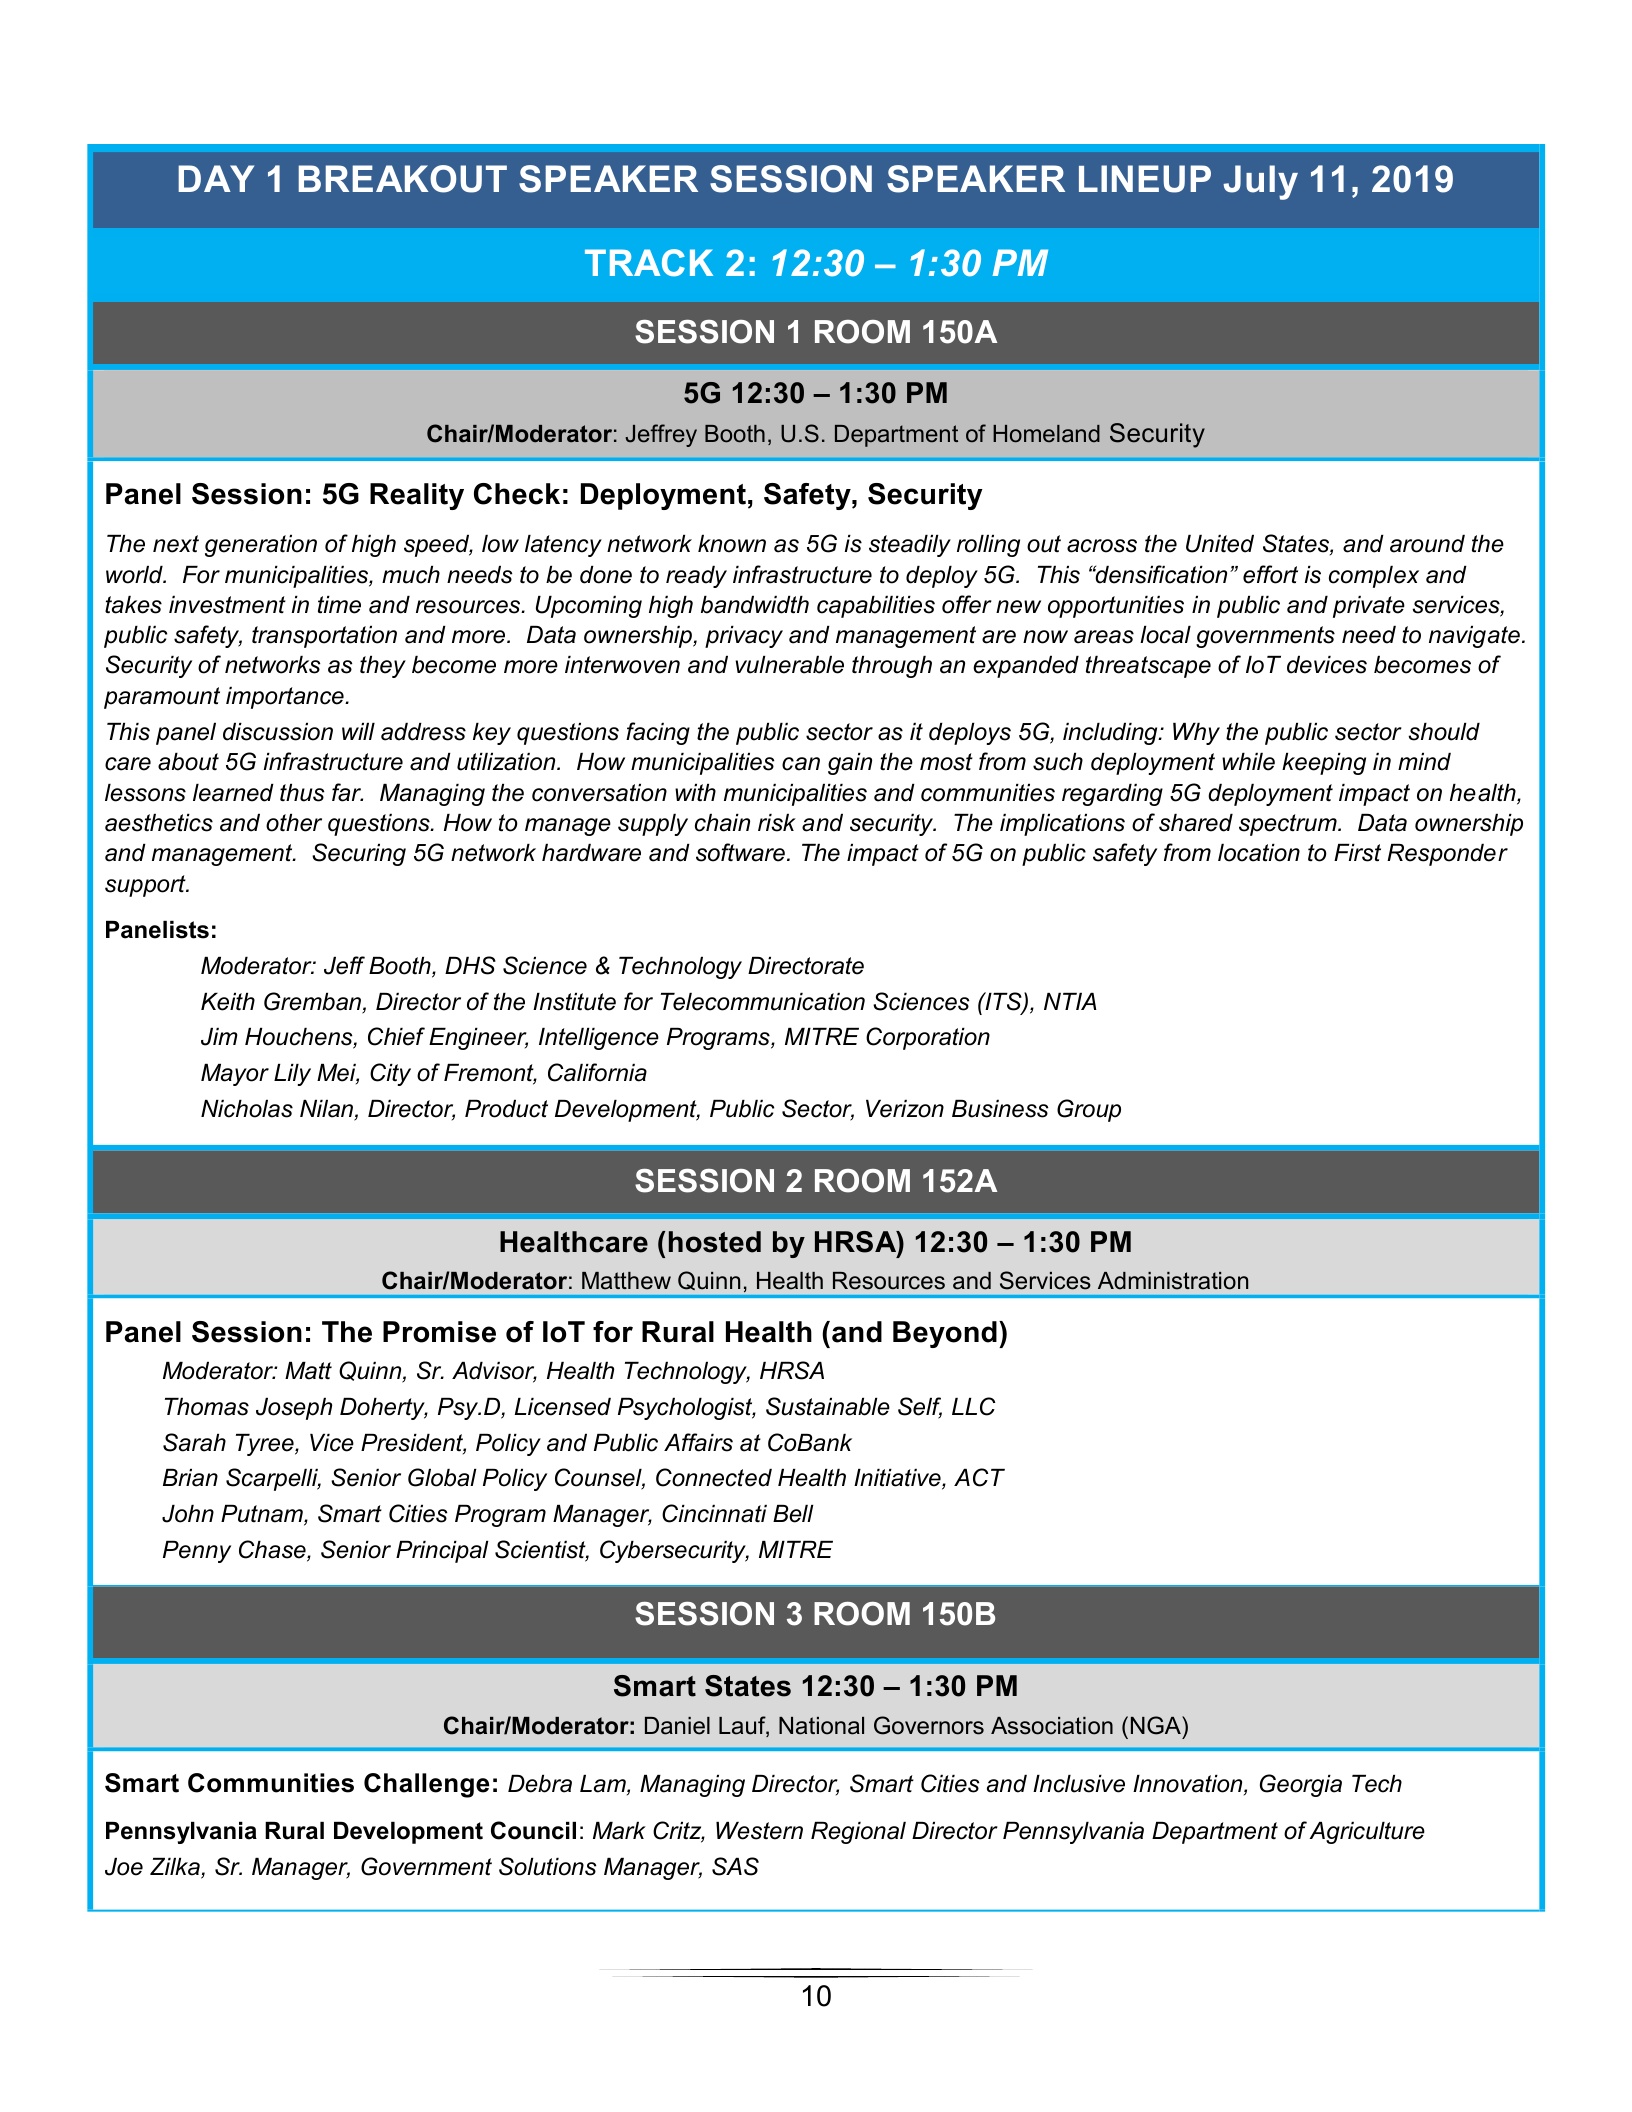 DAY 1 BREAKOUT SPEAKER SESSION SPEAKER LINEUP July 11, 2019
TRACK 2: 12:30 – 1:30 PM
SESSION 1 ROOM 150A
5G 12:30 – 1:30 PM
Chair/Moderator: Jeffrey Booth, U.S. Department of Homeland Security
Panel Session: 5G Reality Check: Deployment, Safety, Security
The next generation of high speed, low latency network known as 5G is steadily rolling out across the United States, and around the
world.  For municipalities, much needs to be done to ready infrastructure to deploy 5G.  This “densification” effort is complex and
takes investment in time and resources. Upcoming high bandwidth capabilities offer new opportunities in public and private services,
public safety, transportation and more.  Data ownership, privacy and management are now areas local governments need to navigate.
Security of networks as they become more interwoven and vulnerable through an expanded threatscape of IoT devices becomes of
paramount importance.
This panel discussion will address key questions facing the public sector as it deploys 5G, including: Why the public sector should
care about 5G infrastructure and utilization.  How municipalities can gain the most from such deployment while keeping in mind
lessons learned thus far.  Managing the conversation with municipalities and communities regarding 5G deployment impact on health,
aesthetics and other questions. How to manage supply chain risk and security.  The implications of shared spectrum.  Data ownership
and management.  Securing 5G network hardware and software. The impact of 5G on public safety from location to First Responder
support.
Panelists:
Moderator: Jeff Booth, DHS Science & Technology Directorate
Keith Gremban, Director of the Institute for Telecommunication Sciences (ITS), NTIA
Jim Houchens, Chief Engineer, Intelligence Programs, MITRE Corporation
Mayor Lily Mei, City of Fremont, California
Nicholas Nilan, Director, Product Development, Public Sector, Verizon Business Group
SESSION 2 ROOM 152A
Healthcare (hosted by HRSA) 12:30 – 1:30 PM
Chair/Moderator: Matthew Quinn, Health Resources and Services Administration
Panel Session: The Promise of IoT for Rural Health (and Beyond)
Moderator: Matt Quinn, Sr. Advisor, Health Technology, HRSA
Thomas Joseph Doherty, Psy.D, Licensed Psychologist, Sustainable Self, LLC
Sarah Tyree, Vice President, Policy and Public Affairs at CoBank
Brian Scarpelli, Senior Global Policy Counsel, Connected Health Initiative, ACT
John Putnam, Smart Cities Program Manager, Cincinnati Bell
Penny Chase, Senior Principal Scientist, Cybersecurity, MITRE
SESSION 3 ROOM 150B
Smart States 12:30 – 1:30 PM
Chair/Moderator: Daniel Lauf, National Governors Association (NGA)
Smart Communities Challenge: Debra Lam, Managing Director, Smart Cities and Inclusive Innovation, Georgia Tech
Pennsylvania Rural Development Council: Mark Critz, Western Regional Director Pennsylvania Department of Agriculture
Joe Zilka, Sr. Manager, Government Solutions Manager, SAS
10